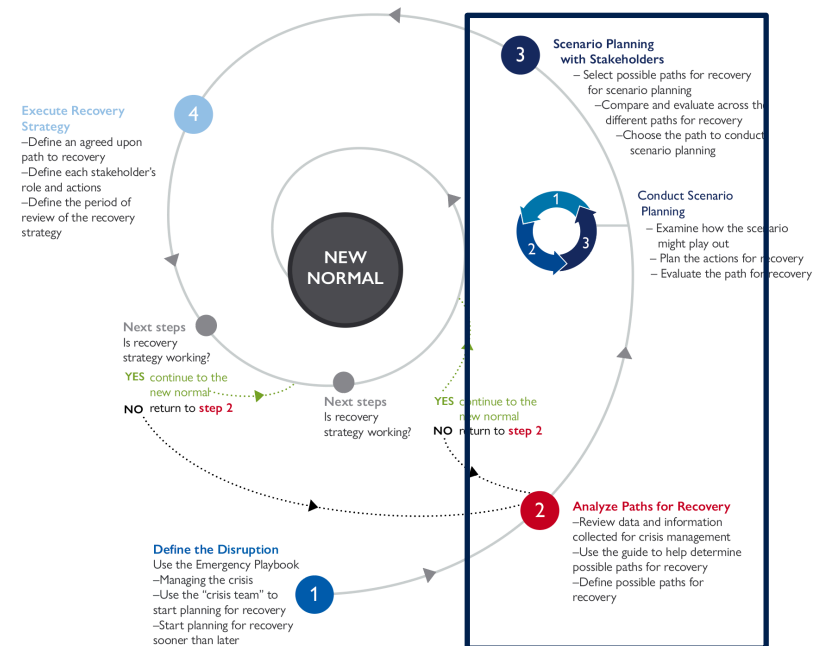 3
Scenario Planning
with Stakeholders
– Select possible paths for recovery
for scenario planning
–Compare and evaluate across the
different paths for recovery
–Choose the path to conduct
scenario planning
4
Execute Recovery
Strategy
–Define an agreed upon
path to recovery
–Define each stakeholder's
role and actions
–Define the period of
review of the recovery
strategy
1
2
3
Conduct Scenario
Planning
– Examine how the scenario
might play out
– Plan the actions for recovery
– Evaluate the path for recovery
NEW
NORMAL
Next steps
Is recovery
strategy working?
YES continue to the
new normal
NO return to step 2
Next steps
Is recovery
strategy working?
YES continue to the
new normal
NO return to step 2
2
Analyze Paths for Recovery
–Review data and information
collected for crisis management
–Use the guide to help determine
possible paths for recovery
–Define possible paths for
recovery
Define the Disruption
Use the Emergency Playbook
–Managing the crisis
–Use the “crisis team” to
start planning for recovery
–Start planning for recovery
sooner than later
1